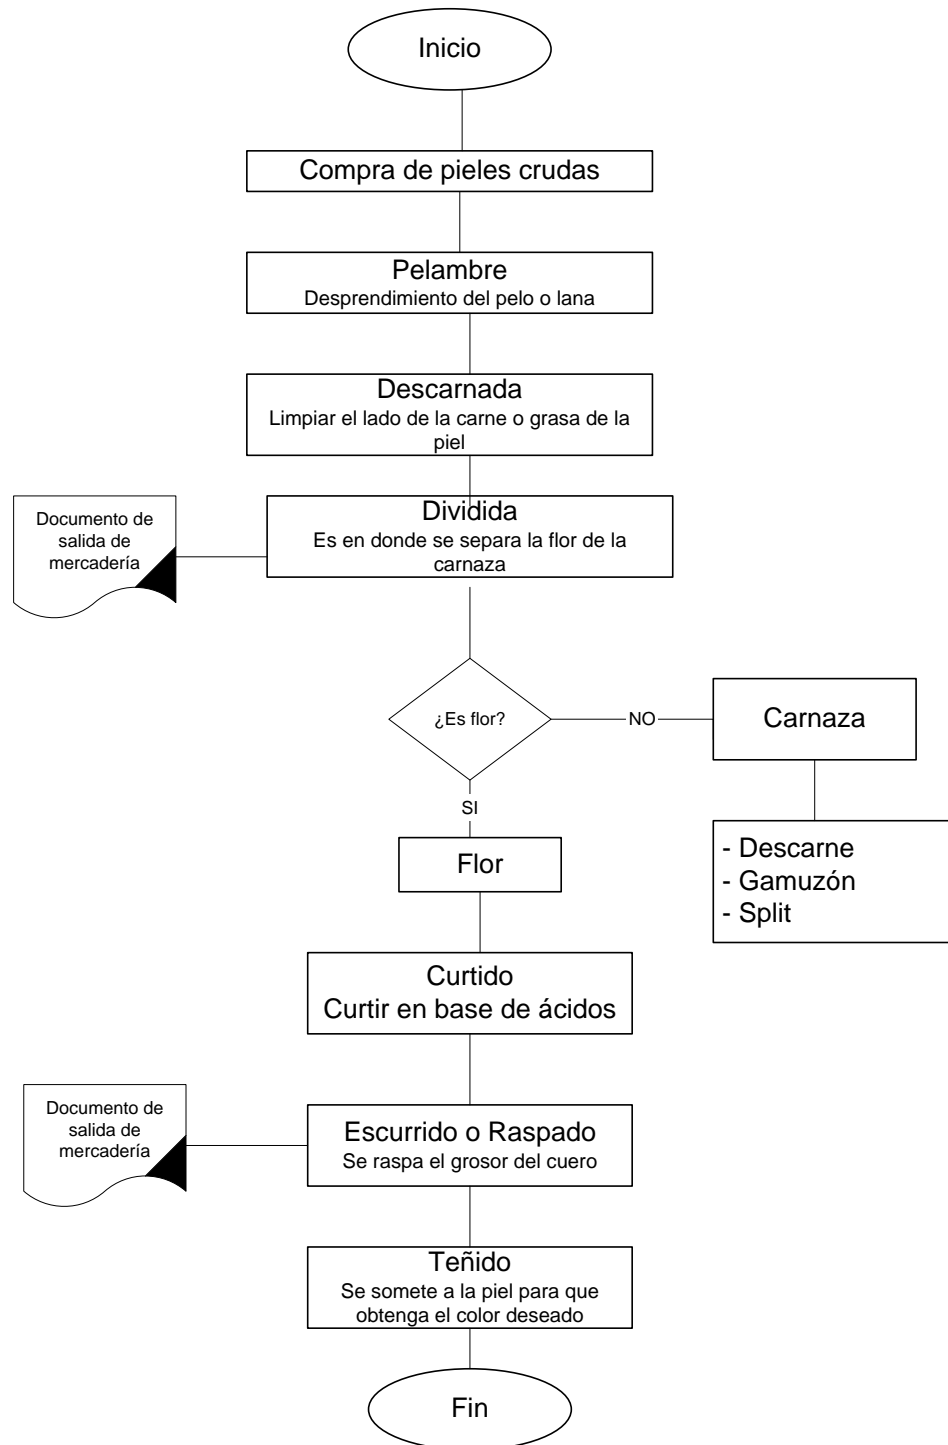 Inicio
Compra de pieles crudas
Pelambre
Desprendimiento del pelo o lana
Descarnada
Limpiar el lado de la carne o grasa de la
piel
Documento de
salida de
mercadería
Dividida
Es en donde se separa la flor de la
carnaza
¿Es flor?
NO
Carnaza
SI
- Descarne
- Gamuzón
- Split
Flor
Curtido
Curtir en base de ácidos
Documento de
salida de
mercadería
Escurrido o Raspado
Se raspa el grosor del cuero
Teñido
Se somete a la piel para que
obtenga el color deseado
Fin